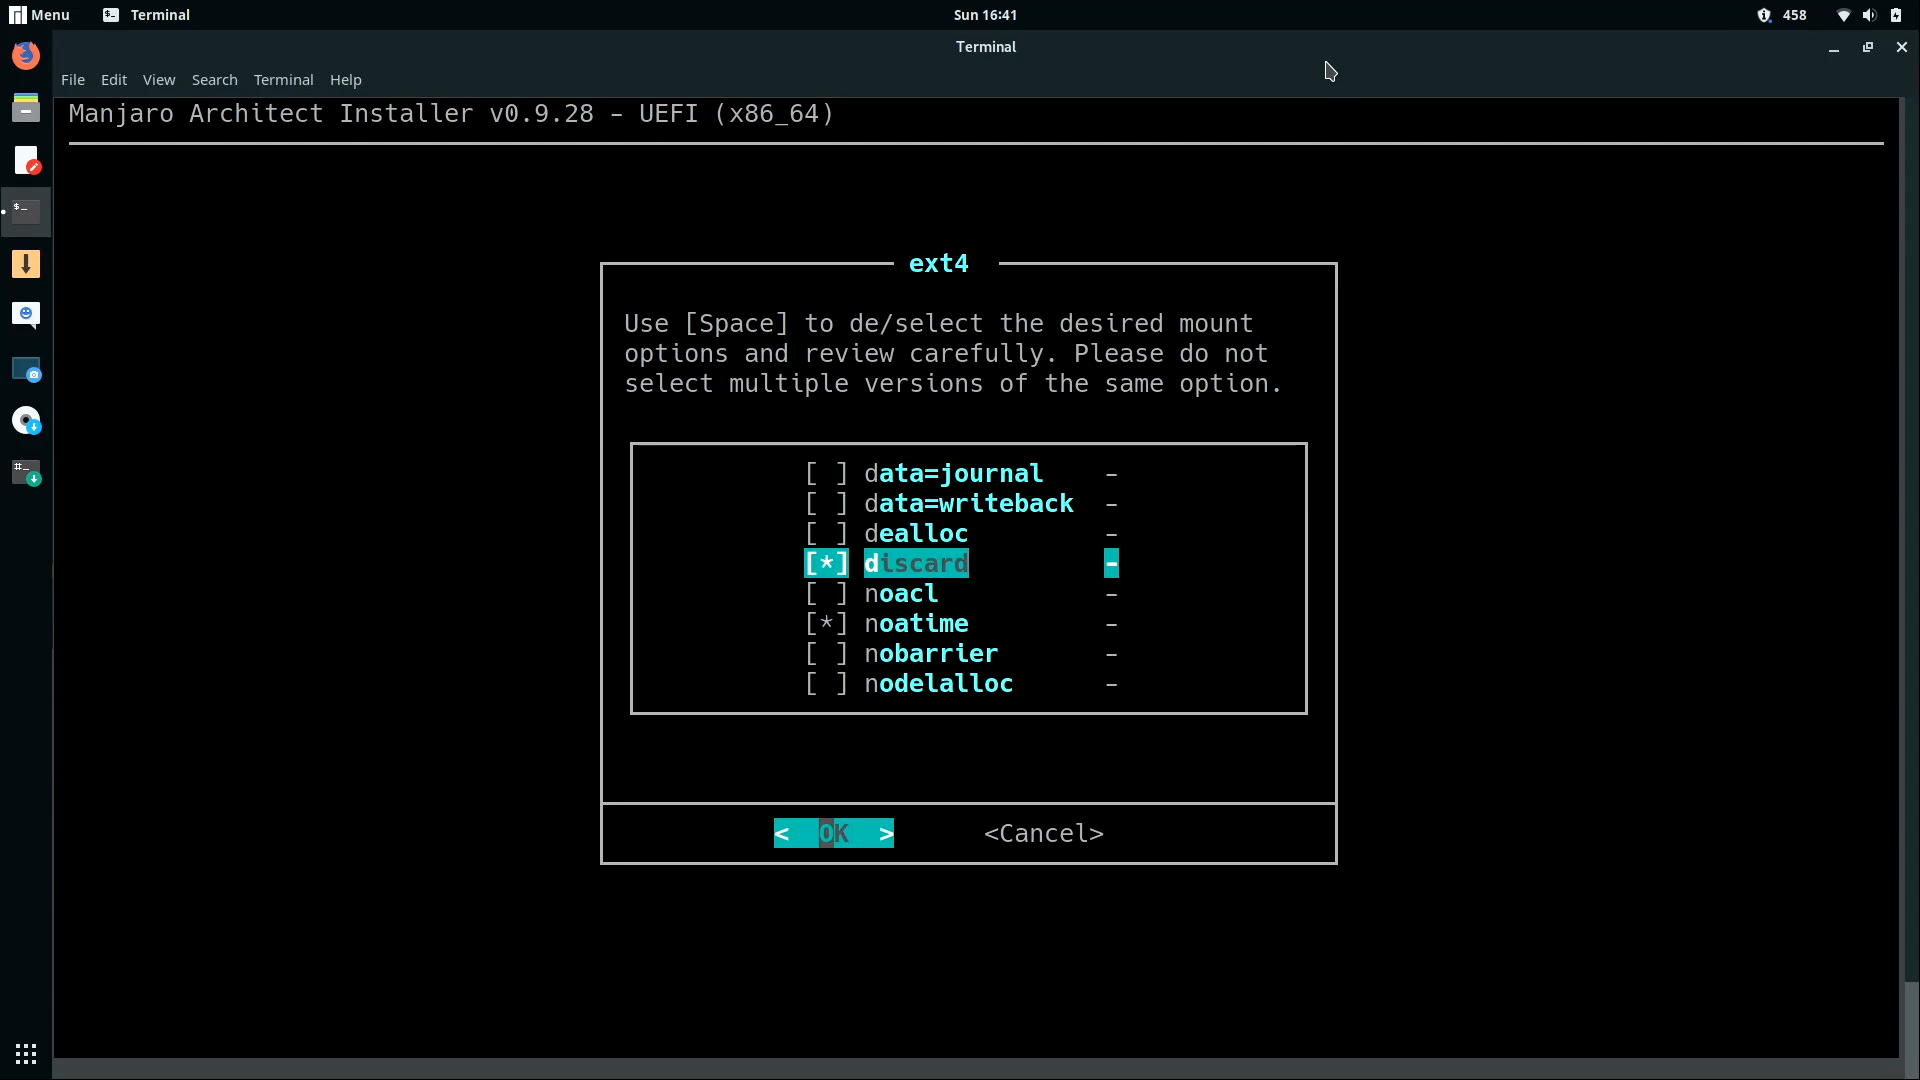 Menu Terminal Sun 16:41 458
Terminal
File Edit View Search Terminal Help
Manjaro Architect Installer v0.9.28 - UEFI (x86_64)
ext4
Use [Space] to de/select the desired mount
options and review carefully. Please do not
select multiple versions of the same option.
[ ] data=journal -
[ ] data=writeback -
[ ] dealloc -
[*] discard -
[ ] noacl -
[*] noatime -
[ ] nobarrier -
[ ] nodelalloc -
< OK > <Cancel>